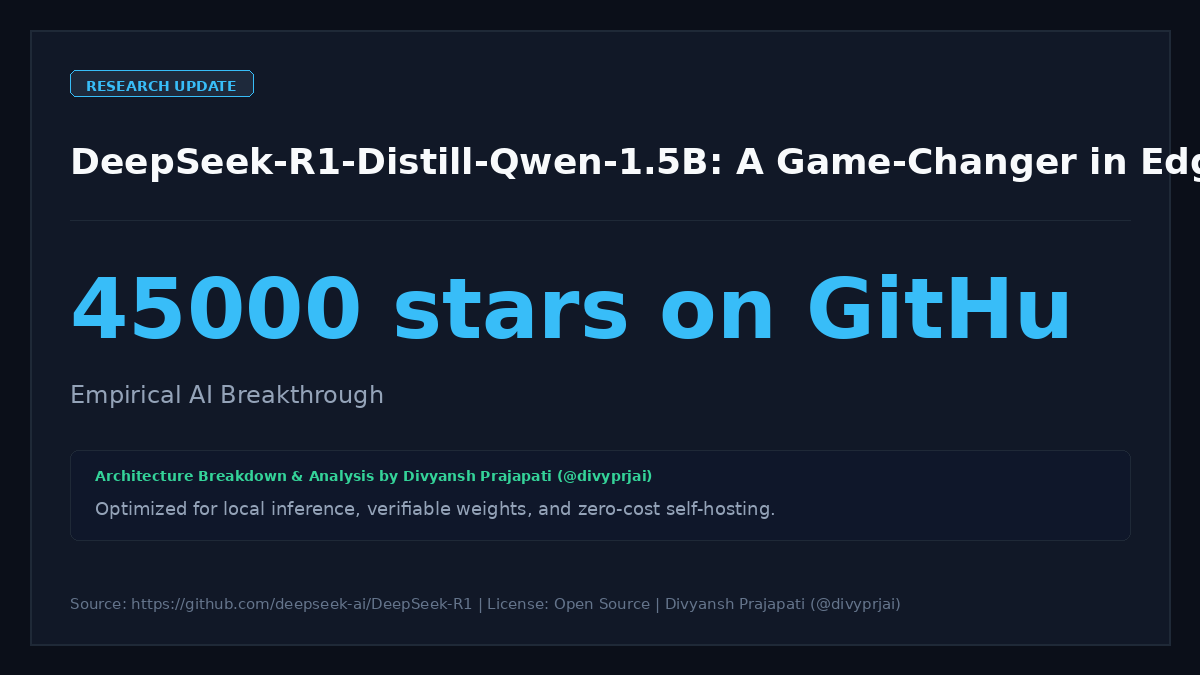 RESEARCH UPDATE
DeepSeek-R1-Distill-Qwen-1.5B: A Game-Changer in Edg
45000 stars on GitHu
Empirical AI Breakthrough
Architecture Breakdown & Analysis by Divyansh Prajapati (@divyprjai)
Optimized for local inference, verifiable weights, and zero-cost self-hosting.
Source: https://github.com/deepseek-ai/DeepSeek-R1 | License: Open Source | Divyansh Prajapati (@divyprjai)